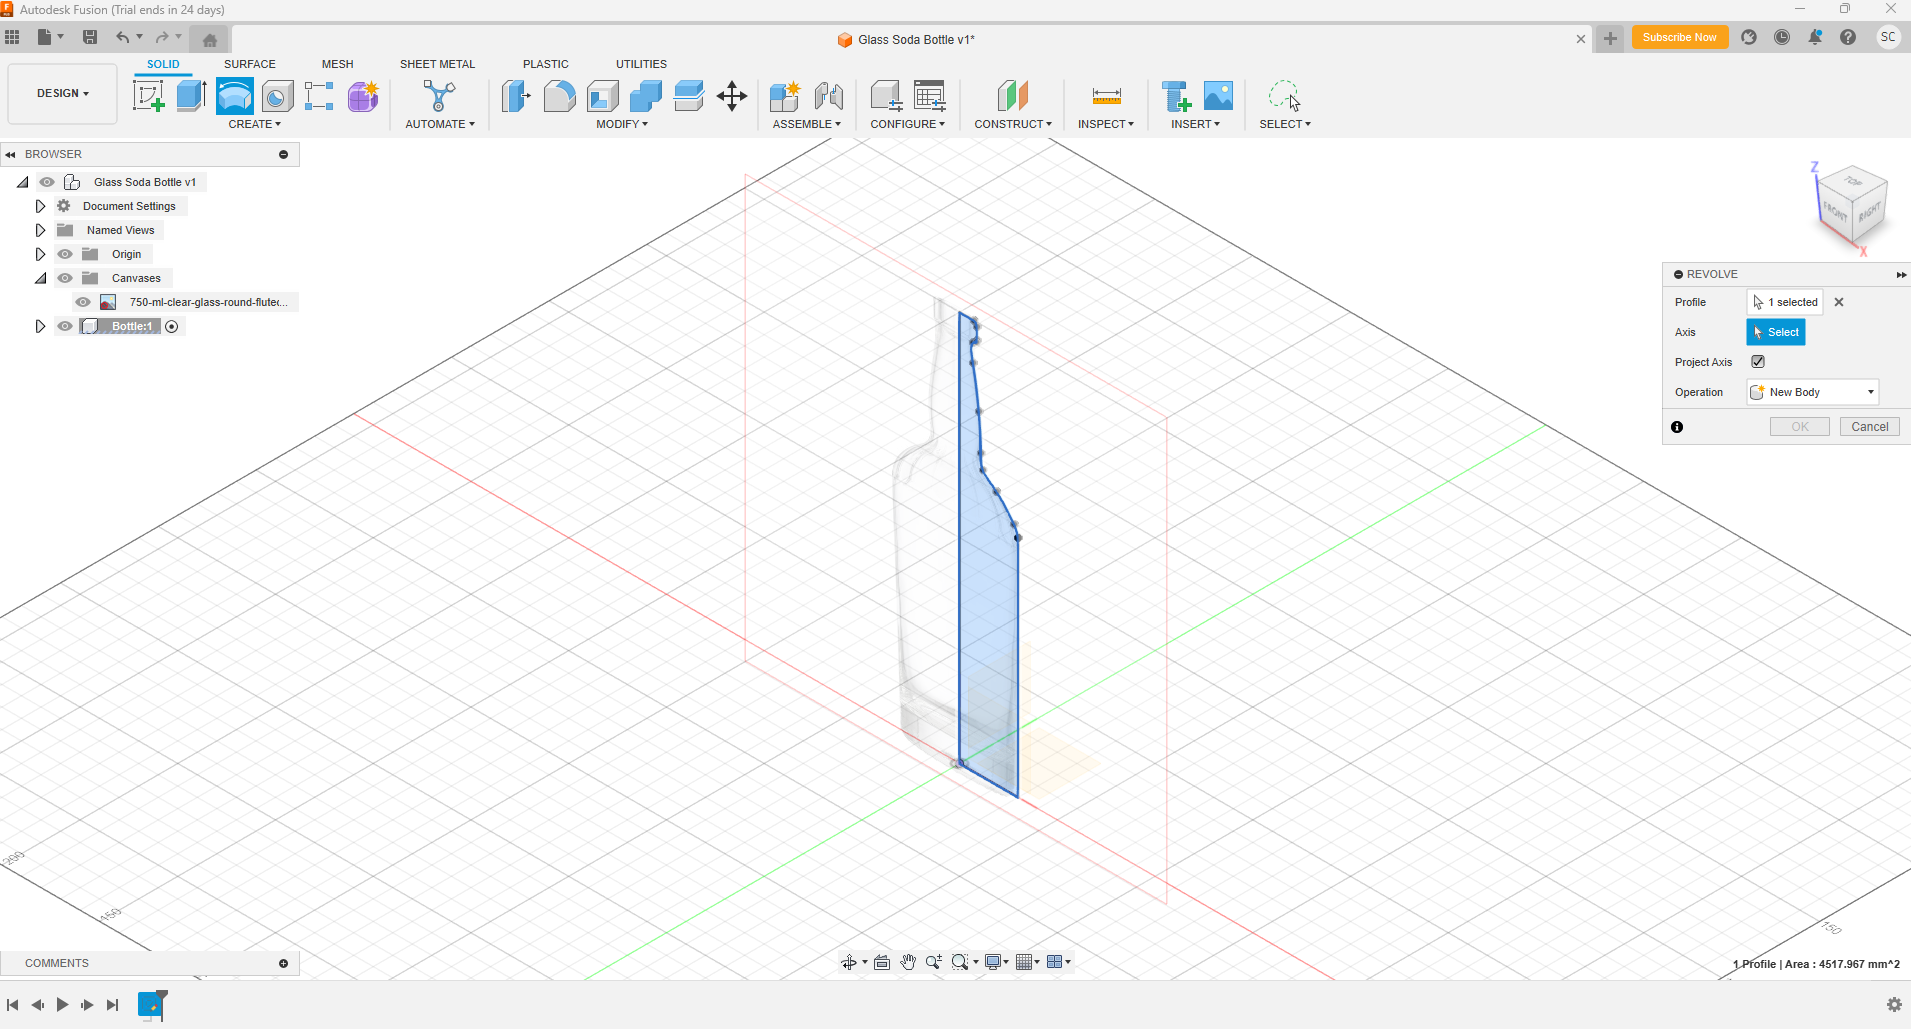 Autodesk Fusion (Trial ends in 24 days)
Glass Soda Bottle v1*
Subscribe Now
SC
DESIGN
SOLID
SURFACE
MESH
SHEET METAL
PLASTIC
UTILITIES
CREATE
AUTOMATE
MODIFY
ASSEMBLE
CONFIGURE
CONSTRUCT
INSPECT
INSERT
SELECT
BROWSER
Glass Soda Bottle v1
Document Settings
Named Views
Origin
Canvases
750-ml-clear-glass-round-flutec...
Bottle:1
Z
TOP
FRONT
RIGHT
X
REVOLVE
Profile
1 selected
Axis
Select
Project Axis
Operation
New Body
OK
Cancel
200
150
150
COMMENTS
1 Profile | Area : 4517.967 mm^2